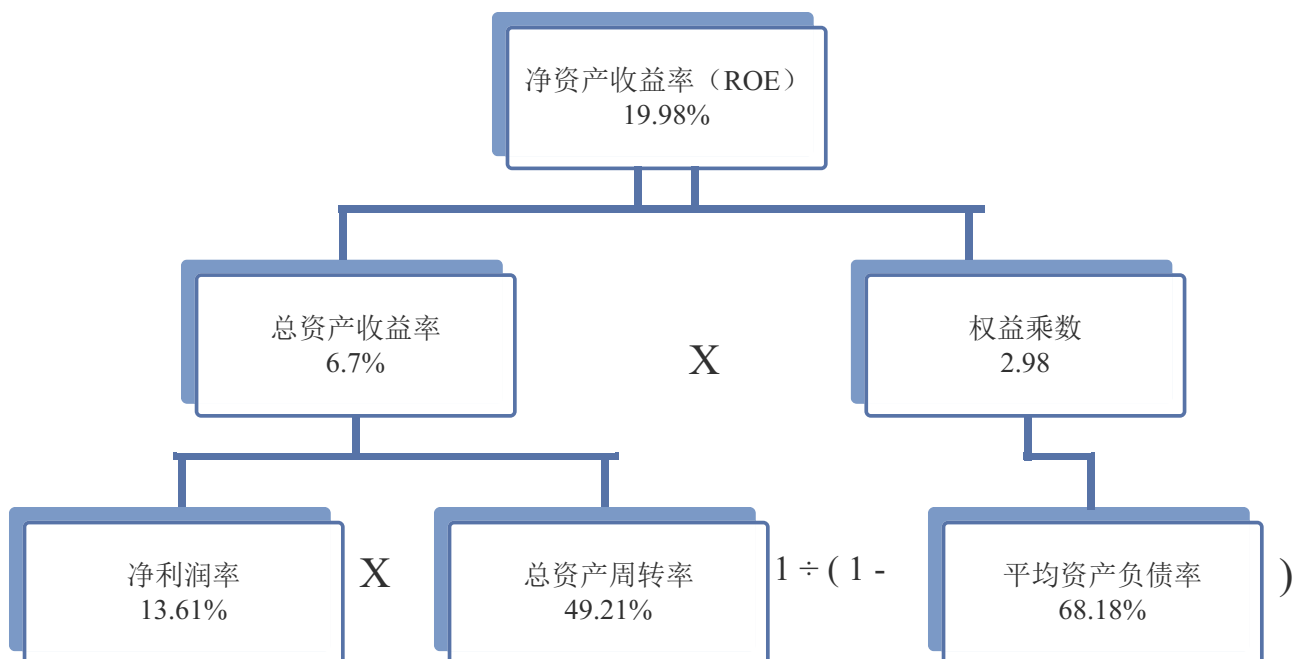 净资产收益率（ROE）
19.98%
总资产收益率
6.7%
X
权益乘数
2.98
净利润率
13.61%
X
总资产周转率
49.21%
1 ÷ ( 1 -
平均资产负债率
68.18%
)